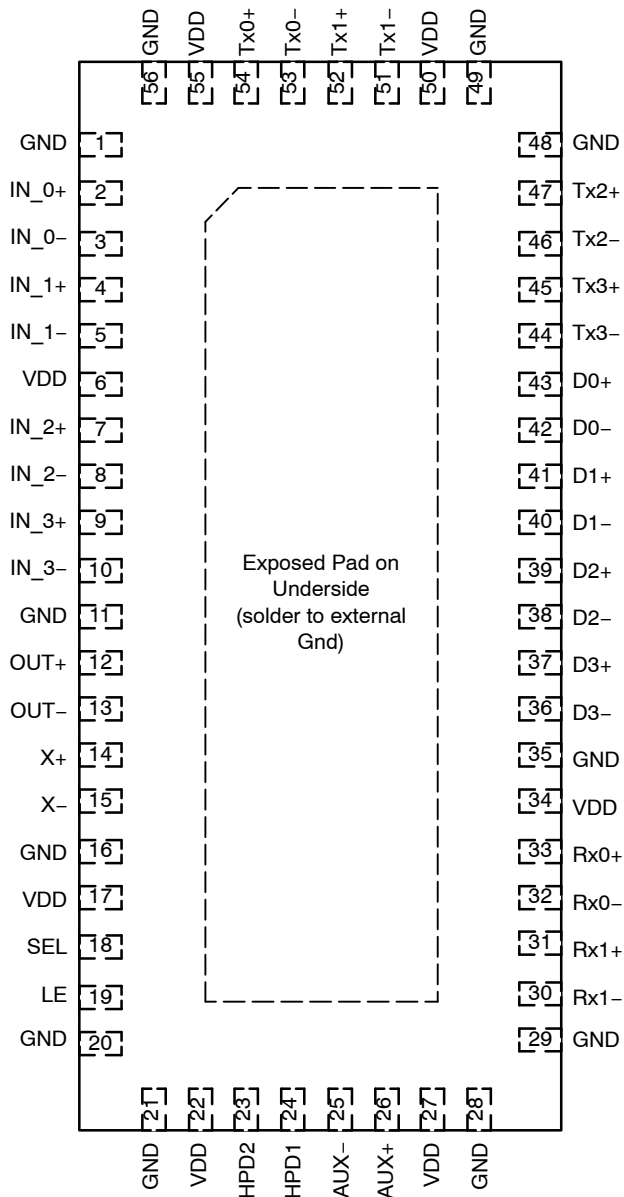 GND VDD Tx0+ Tx0− Tx1+ Tx1− VDD GND
56 55 54 53 52 51 50 49
GND 1
IN_0+ 2
IN_0− 3
IN_1+ 4
IN_1− 5
VDD 6
IN_2+ 7
IN_2− 8
IN_3+ 9
IN_3− 10
GND 11
OUT+ 12
OUT− 13
X+ 14
X− 15
GND 16
VDD 17
SEL 18
LE 19
GND 20
Exposed Pad on
Underside
(solder to external
Gnd)
48 GND
47 Tx2+
46 Tx2−
45 Tx3+
44 Tx3−
43 D0+
42 D0−
41 D1+
40 D1−
39 D2+
38 D2−
37 D3+
36 D3−
35 GND
34 VDD
33 Rx0+
32 Rx0−
31 Rx1+
30 Rx1−
29 GND
21 22 23 24 25 26 27 28
GND VDD HPD2 HPD1 AUX− AUX+ VDD GND